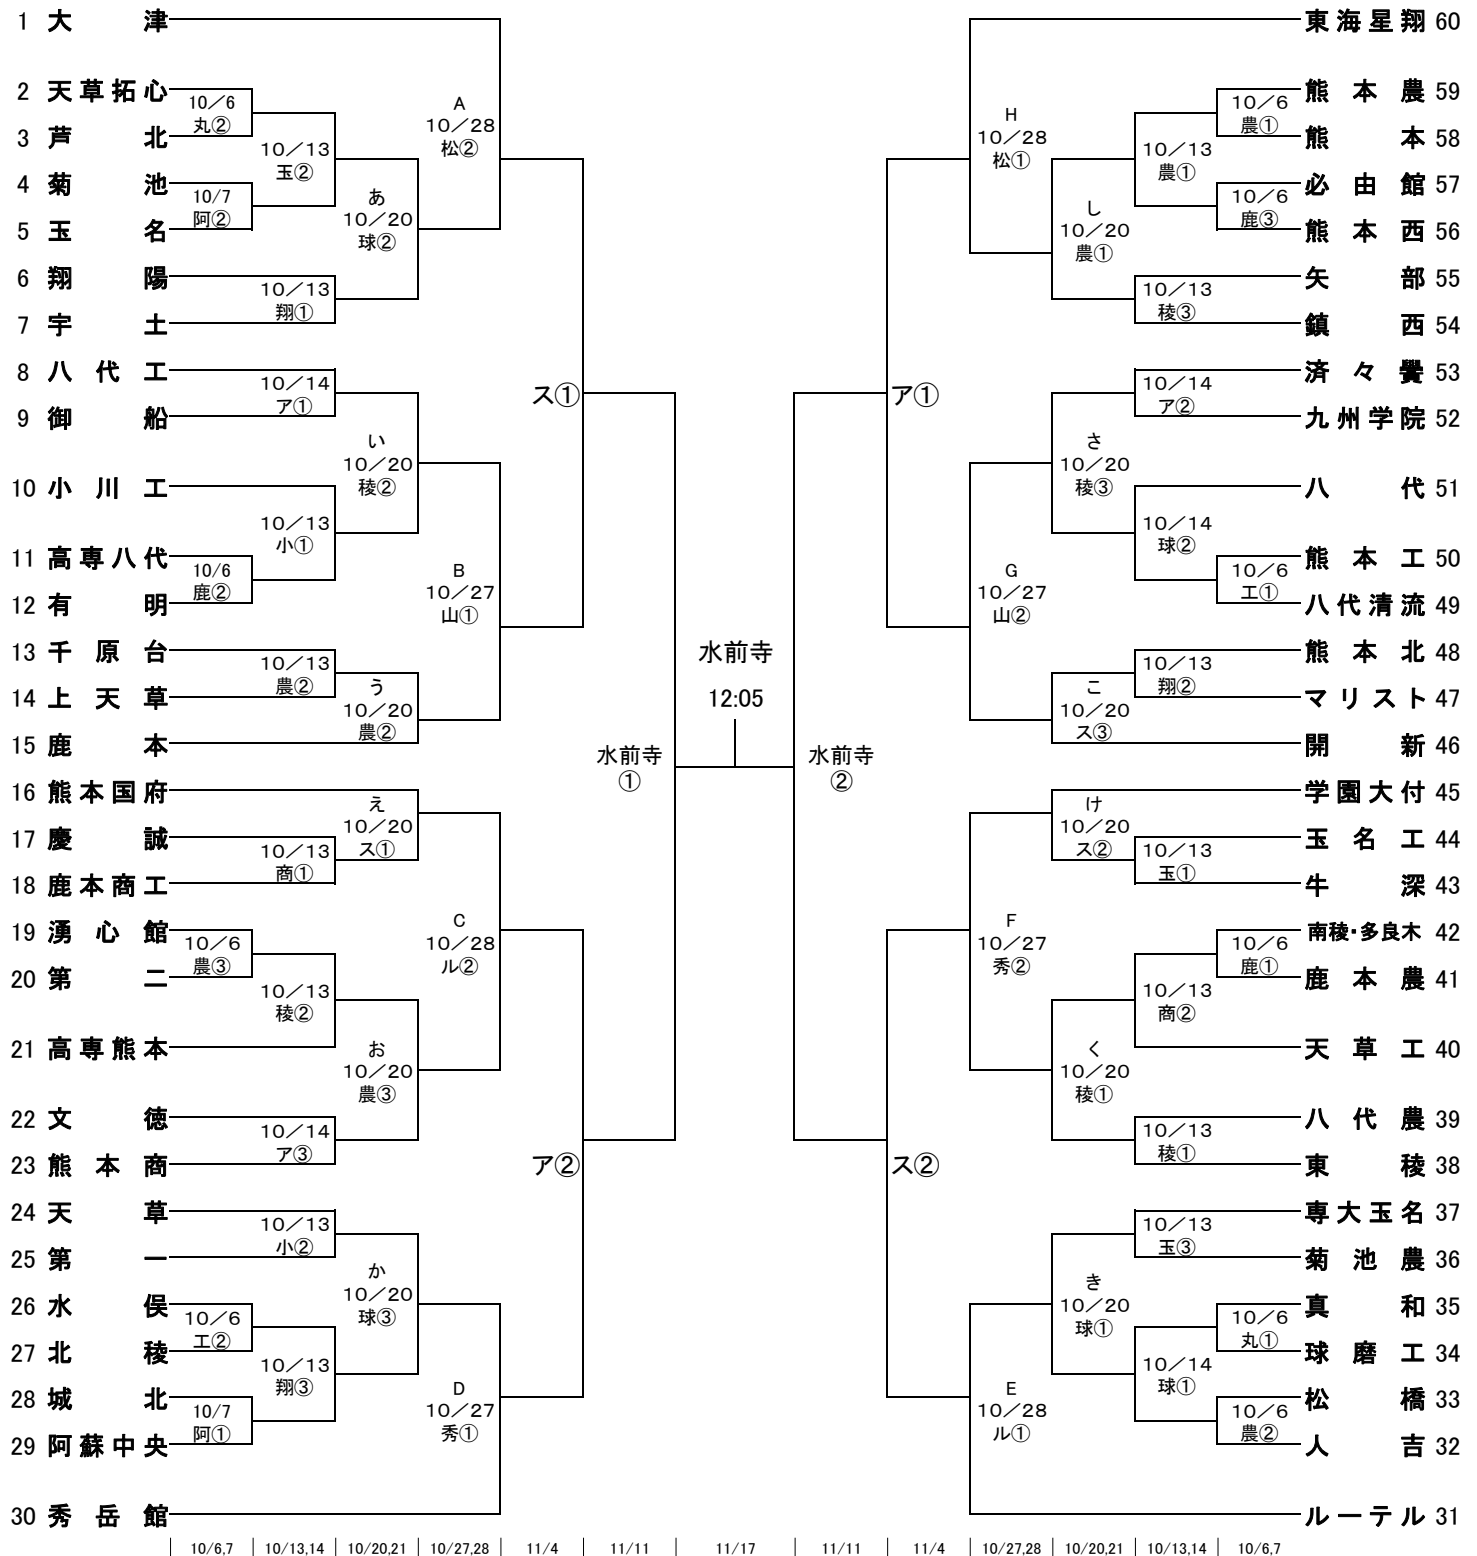 1 大津
2 天草拓心
3 芦北
4 菊池
5 玉名
6 翔陽
7 宇土
8 八代工
9 御船
10 小川工
11 高専八代
12 有明
13 千原台
14 上天草
15 鹿本
16 熊本国府
17 慶誠
18 鹿本商工
19 湧心館
20 第二
21 高専熊本
22 文徳
23 熊本商
24 天草
25 第一
26 水俣
27 北稜
28 城北
29 阿蘇中央
30 秀岳館
10/6
丸②
10/7
阿②
10/6
鹿②
10/6
農③
10/6
工②
10/7
阿①
10/13
玉②
10/13
翔①
10/14
ア①
10/13
小①
10/13
農②
10/13
商①
10/13
稜②
10/14
ア③
10/13
小②
10/13
翔③
あ
10/20
球②
い
10/20
稜②
う
10/20
農②
え
10/20
ス①
お
10/20
農③
か
10/20
球③
A
10/28
松②
B
10/27
山①
C
10/28
ル②
D
10/27
秀①
ス①
ア②
水前寺
①
水前寺
12:05
水前寺
②
ア①
ス②
H
10/28
松①
G
10/27
山②
F
10/27
秀②
E
10/28
ル①
し
10/20
農①
さ
10/20
稜③
こ
10/20
ス③
け
10/20
ス②
く
10/20
稜①
き
10/20
球①
10/13
農①
10/13
稜③
10/14
ア②
10/14
球②
10/13
翔②
10/13
玉①
10/13
商②
10/13
稜①
10/13
玉③
10/14
球①
10/6
農①
10/6
鹿③
10/6
工①
10/6
鹿①
10/6
丸①
10/6
農②
東海星翔 60
熊本農 59
熊本 58
必由館 57
熊本西 56
矢部 55
鎮西 54
済々黌 53
九州学院 52
八代 51
熊本工 50
八代清流 49
熊本北 48
マリスト 47
開新 46
学園大付 45
玉名工 44
牛深 43
南稜・多良木 42
鹿本農 41
天草工 40
八代農 39
東稜 38
専大玉名 37
菊池農 36
真和 35
球磨工 34
松橋 33
人吉 32
ルーテル 31
10/6,7 10/13,14 10/20,21 10/27,28 11/4 11/11 11/17 11/11 11/4 10/27,28 10/20,21 10/13,14 10/6,7